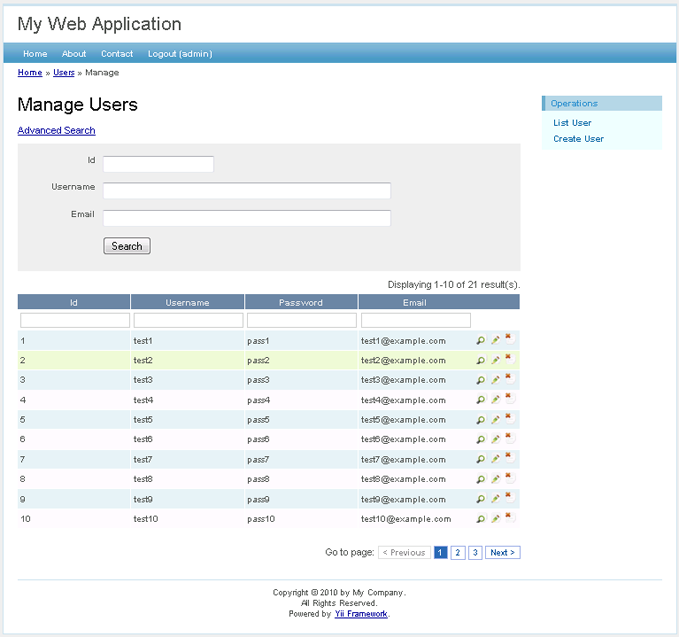 My Web Application
Home About Contact Logout (admin)
Home » Users » Manage
Manage Users
Advanced Search
Id
Username
Email
Search
Operations
List User
Create User
Displaying 1-10 of 21 result(s).
Id Username Password Email
1 test1 pass1 test1@example.com
2 test2 pass2 test2@example.com
3 test3 pass3 test3@example.com
4 test4 pass4 test4@example.com
5 test5 pass5 test5@example.com
6 test6 pass6 test6@example.com
7 test7 pass7 test7@example.com
8 test8 pass8 test8@example.com
9 test9 pass9 test9@example.com
10 test10 pass10 test10@example.com
Go to page: < Previous 1 2 3 Next >
Copyright © 2010 by My Company.
All Rights Reserved.
Powered by Yii Framework.